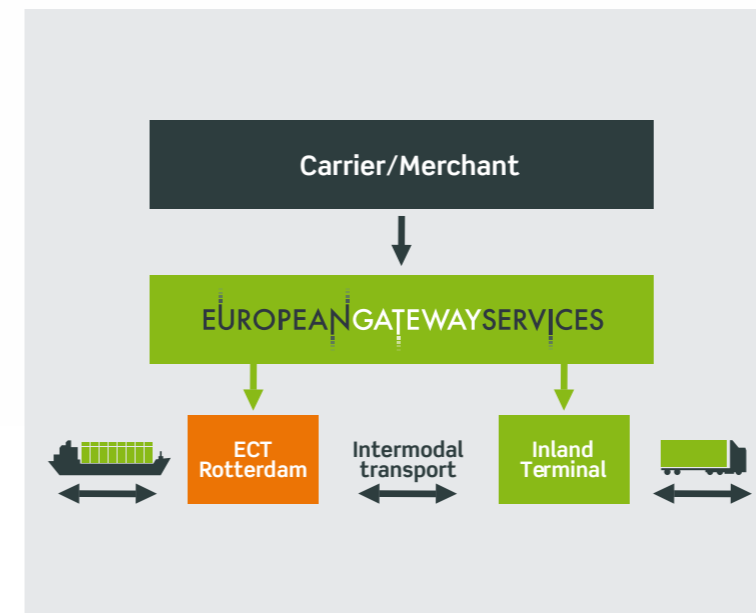 Carrier/Merchant
EUROPEANGATEWAYSERVICES
ECT
Rotterdam
Intermodal
transport
Inland
Terminal